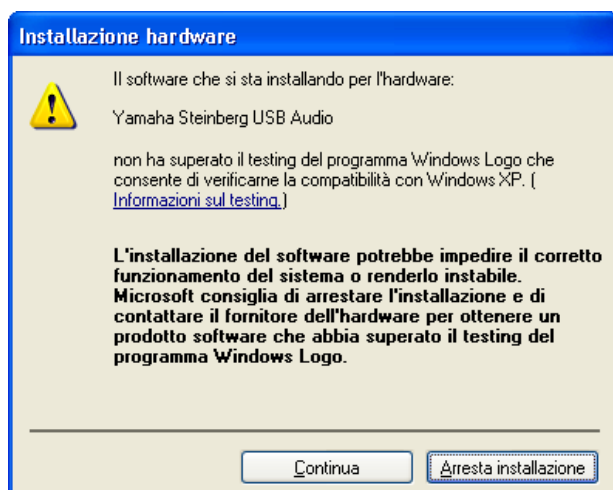 Installazione hardware
Il software che si sta installando per l'hardware:
Yamaha Steinberg USB Audio
non ha superato il testing del programma Windows Logo che
consente di verificarne la compatibilità con Windows XP. (
Informazioni sul testing.)
L'installazione del software potrebbe impedire il corretto
funzionamento del sistema o renderlo instabile.
Microsoft consiglia di arrestare l'installazione e di
contattare il fornitore dell'hardware per ottenere un
prodotto software che abbia superato il testing del
programma Windows Logo.
Continua
Arresta installazione